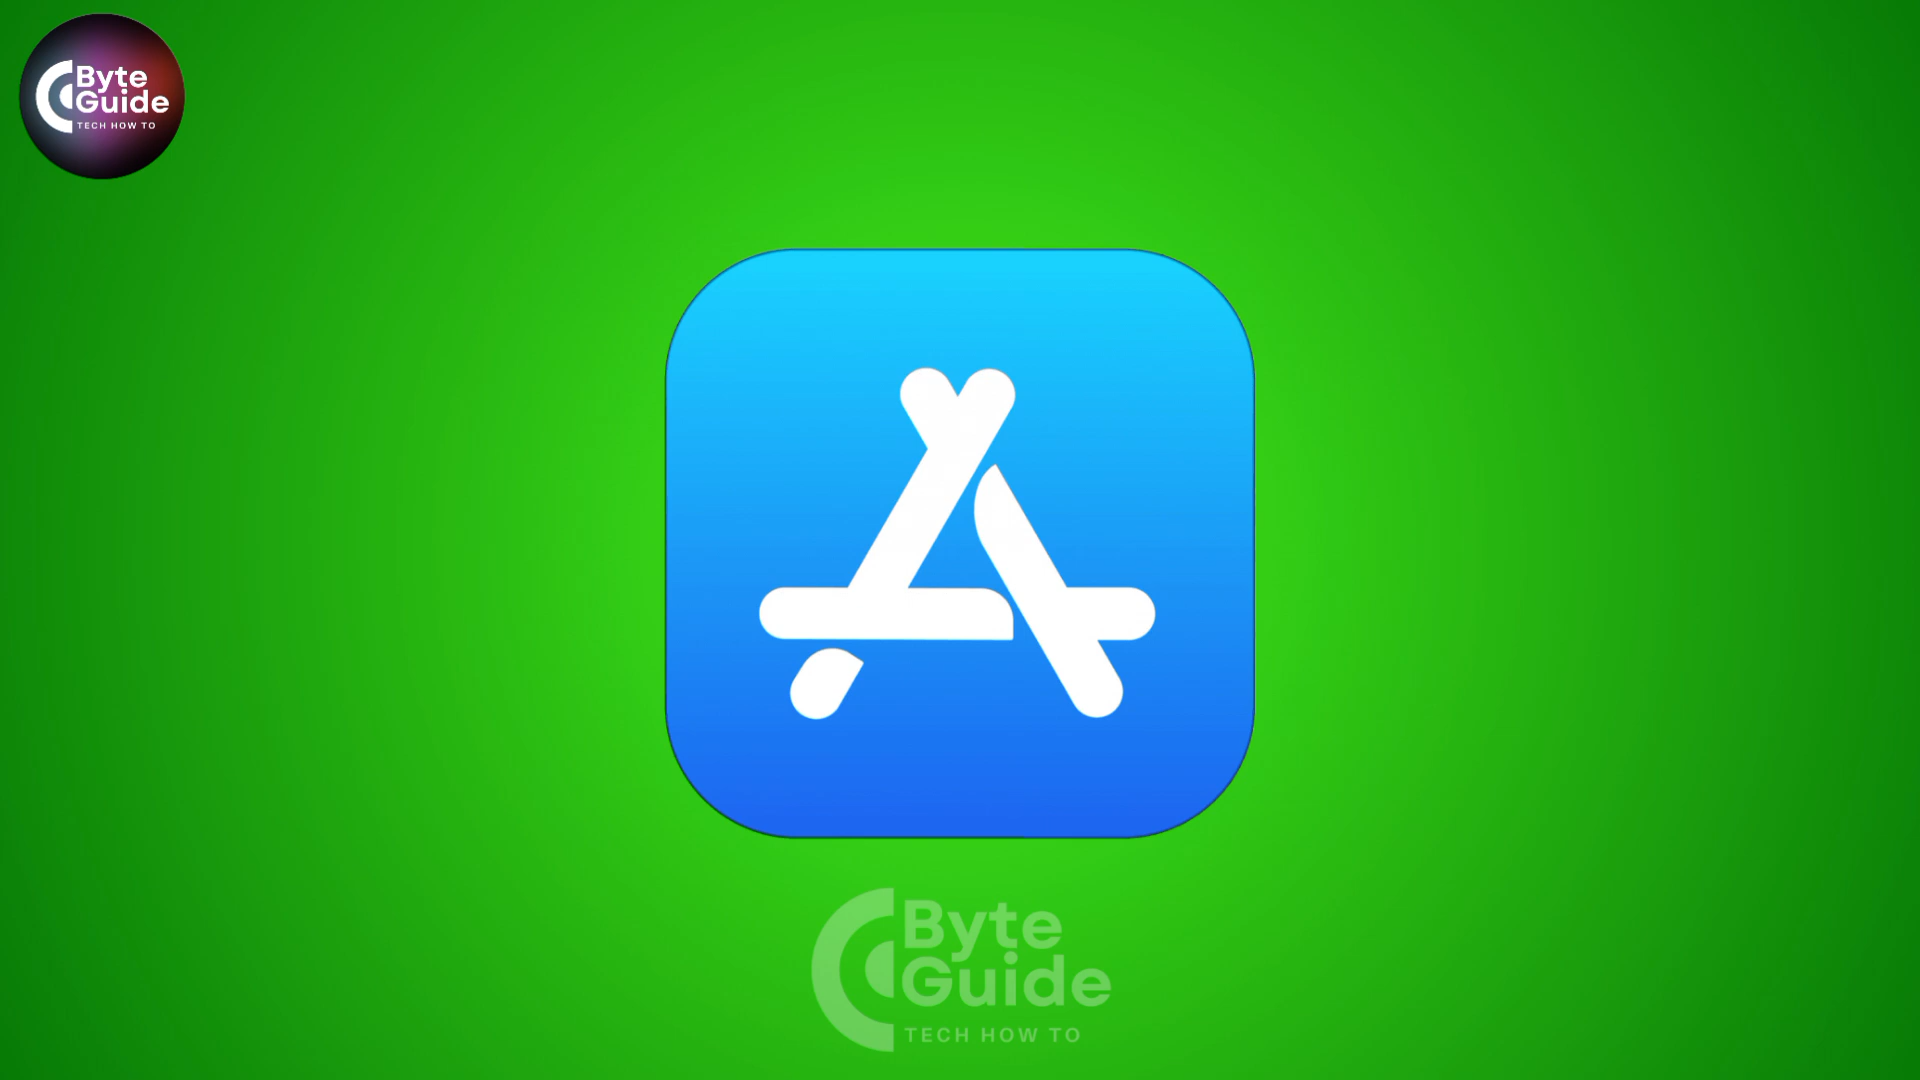 Byte
Guide
TECH HOW TO
Byte
Guide
TECH HOW TO